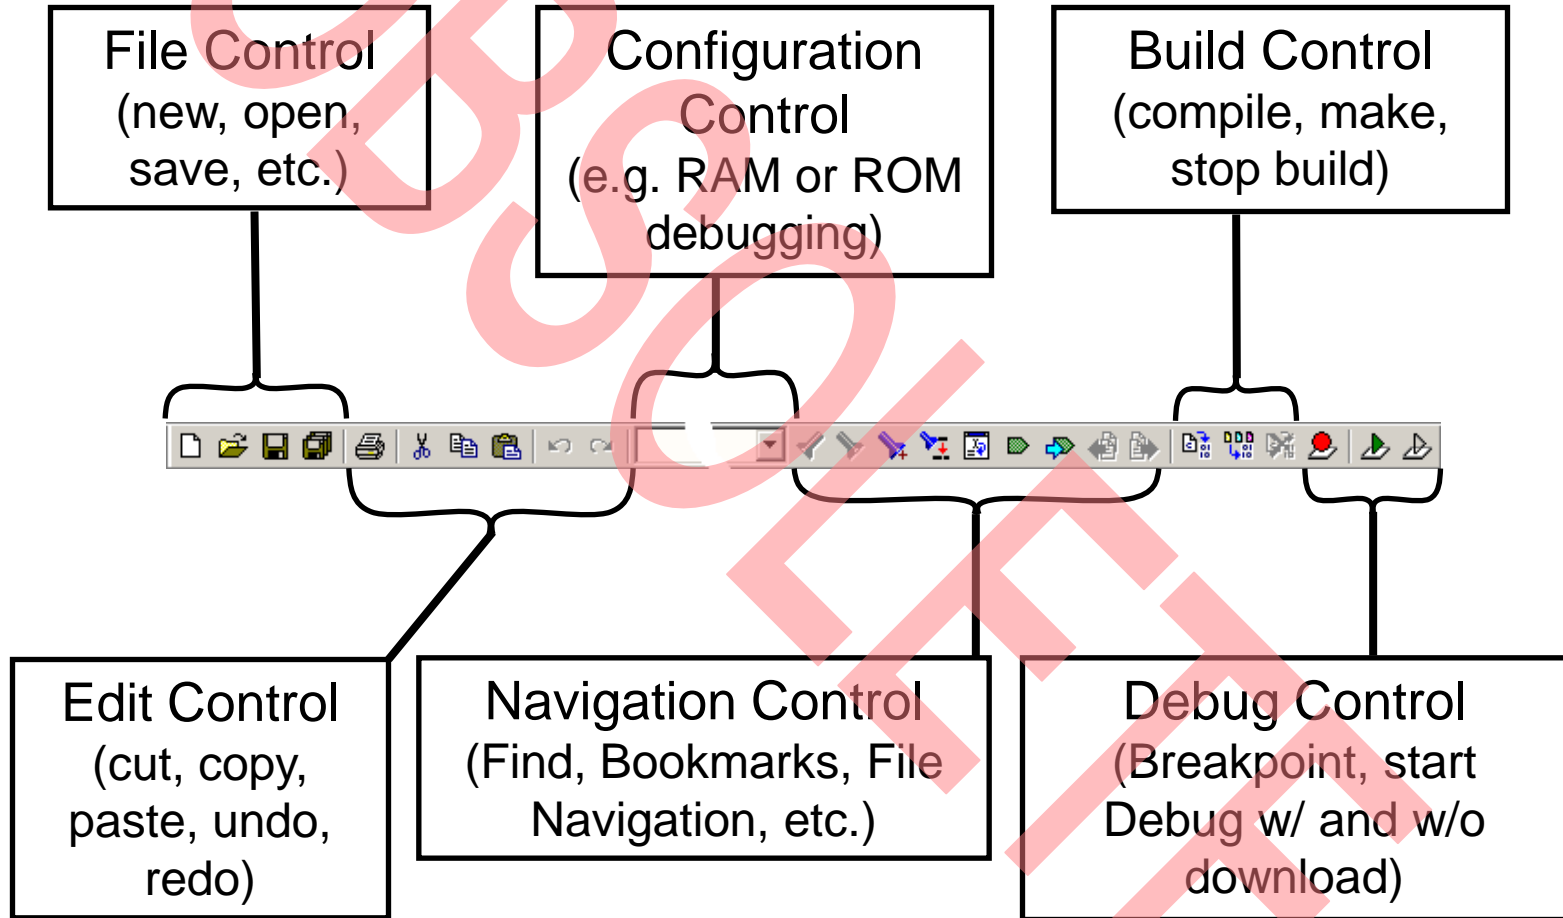 File Control
(new, open,
save, etc.)
Configuration
Control
(e.g. RAM or ROM
debugging)
Build Control
(compile, make,
stop build)
Edit Control
(cut, copy,
paste, undo,
redo)
Navigation Control
(Find, Bookmarks, File
Navigation, etc.)
Debug Control
(Breakpoint, start
Debug w/ and w/o
download)
OBSOLETE